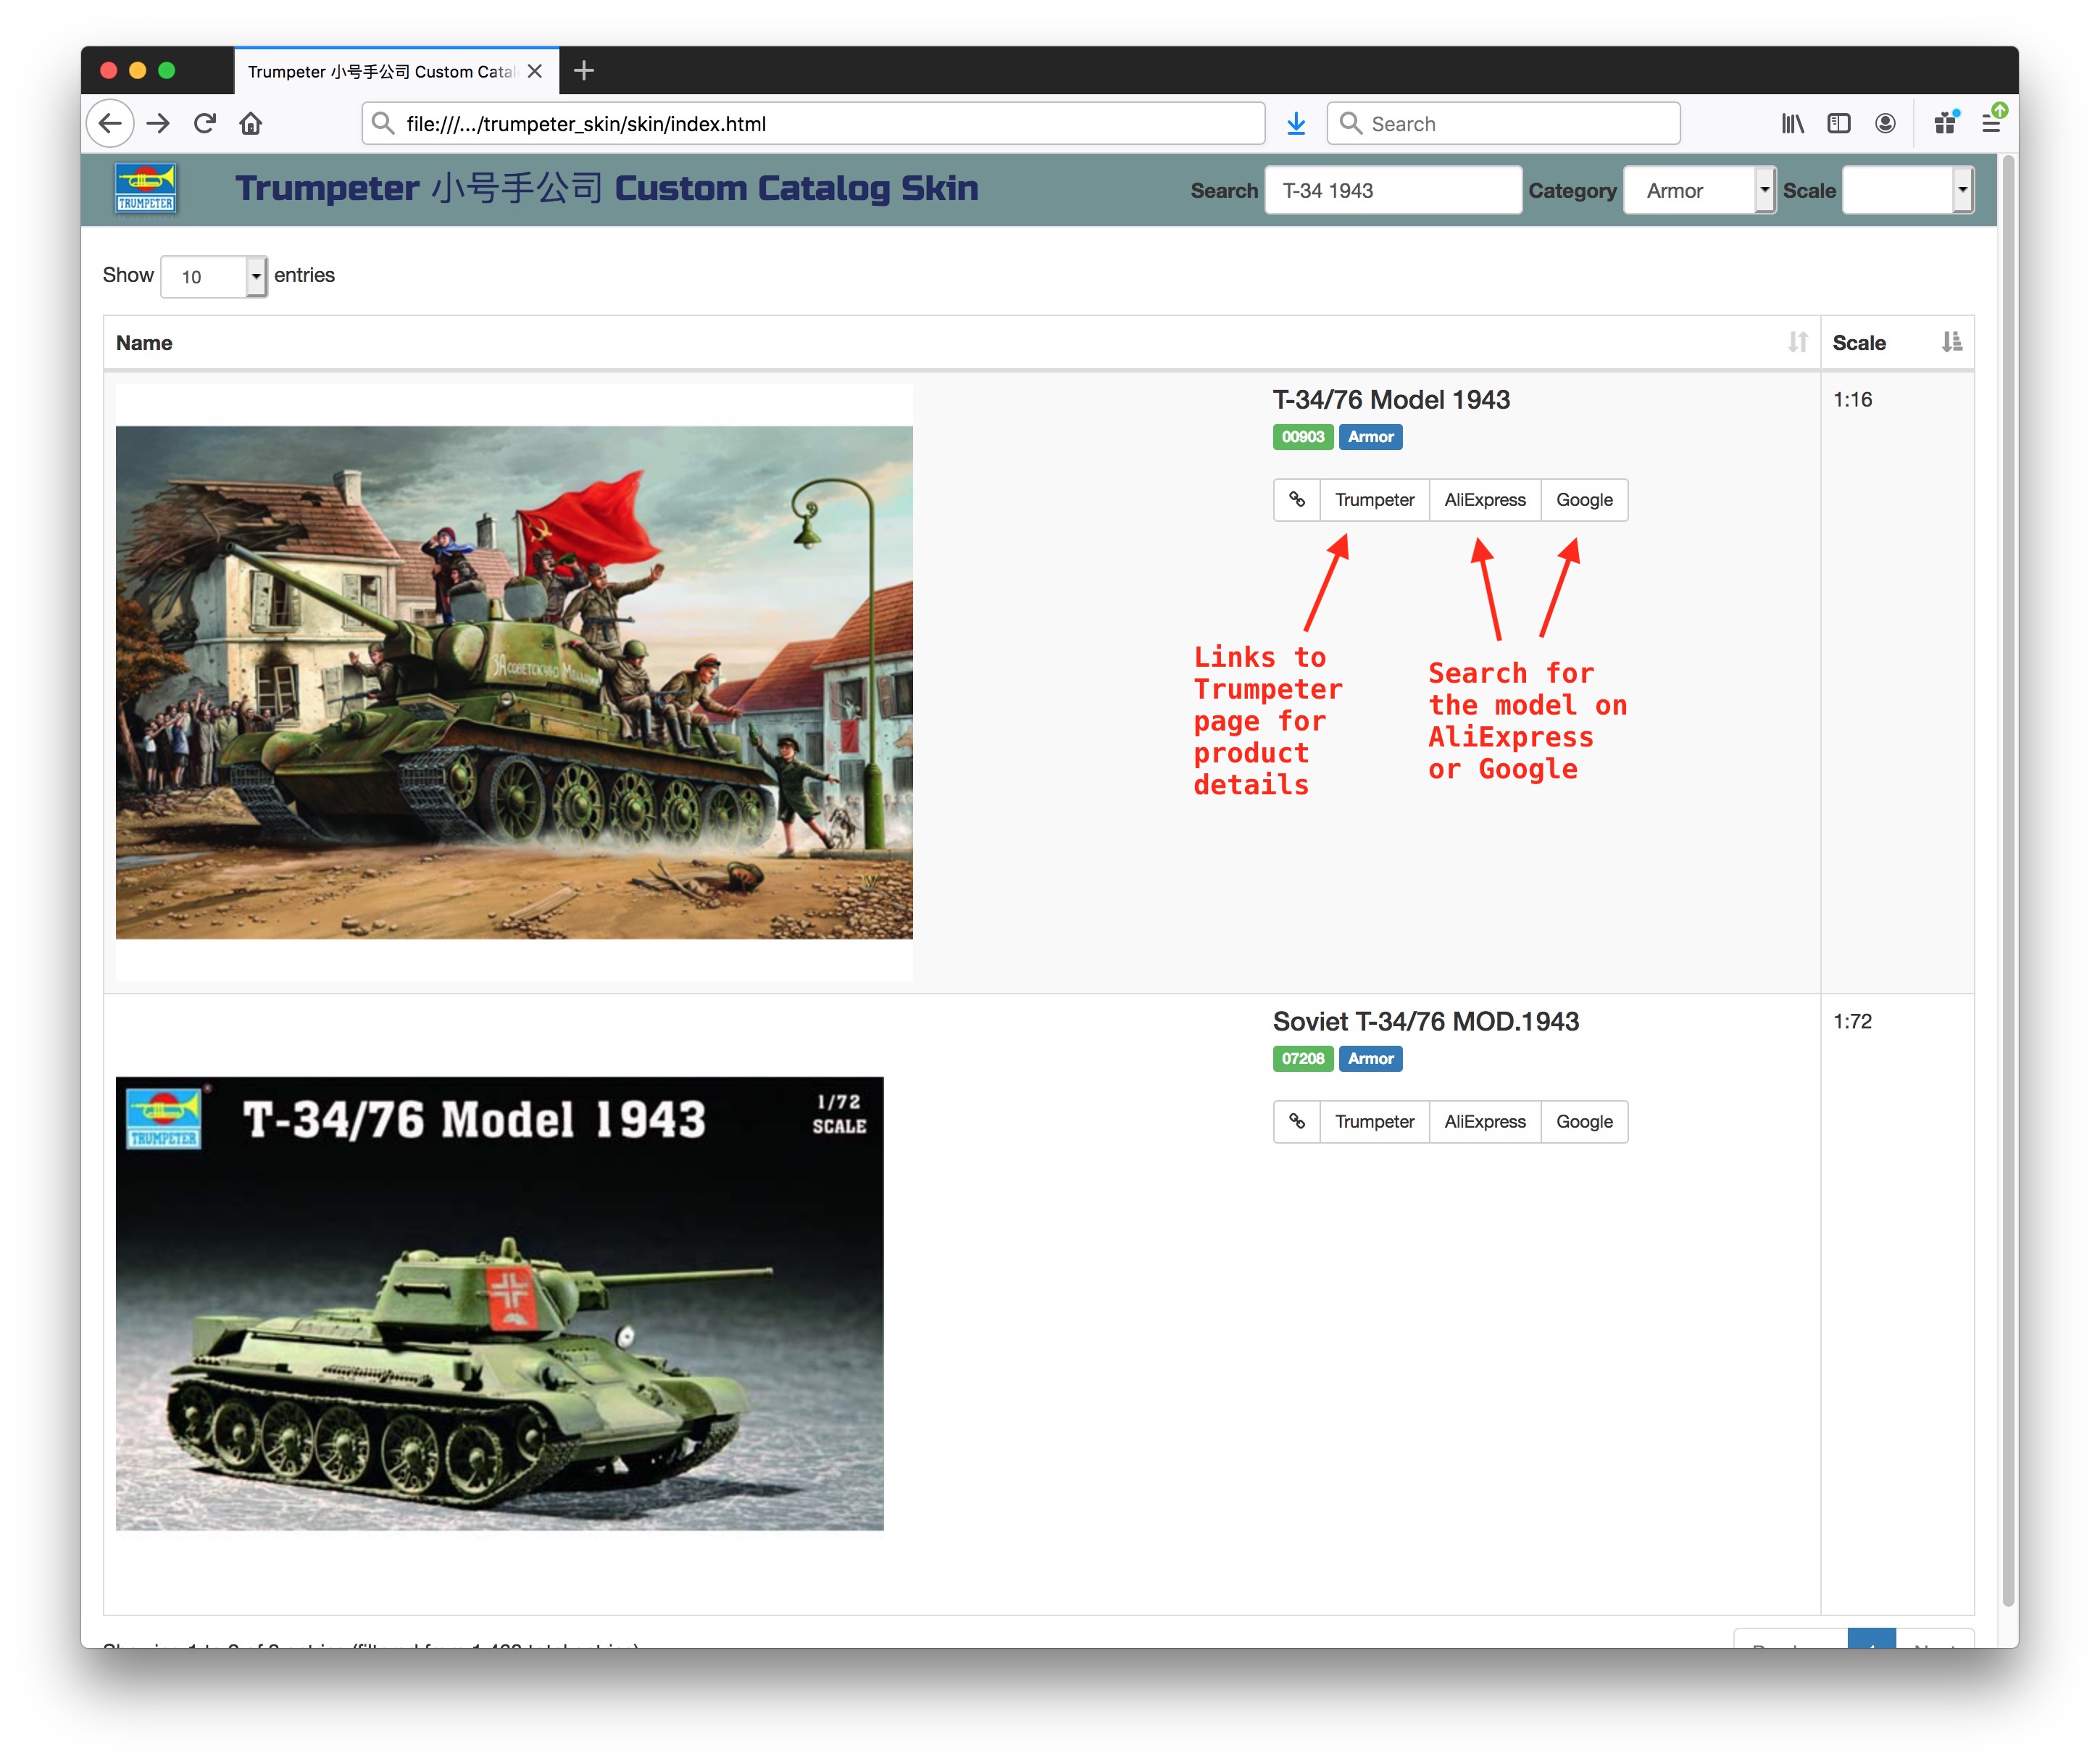 Trumpeter 小号手公司 Custom Catal
file:///.../trumpeter_skin/skin/index.html
Search
TRUMPETER
Trumpeter 小号手公司 Custom Catalog Skin
Search
T-34 1943
Category
Armor
Scale
Show 10 entries
Name
Scale
T-34/76 Model 1943
1:16
00903 Armor
Trumpeter
AliExpress
Google
ЗА
Links to
Trumpeter
page for
product
details
Search for
the model on
AliExpress
or Google
Soviet T-34/76 MOD.1943
1:72
07208 Armor
Trumpeter
AliExpress
Google
TRUMPETER
T-34/76 Model 1943
1/72
SCALE